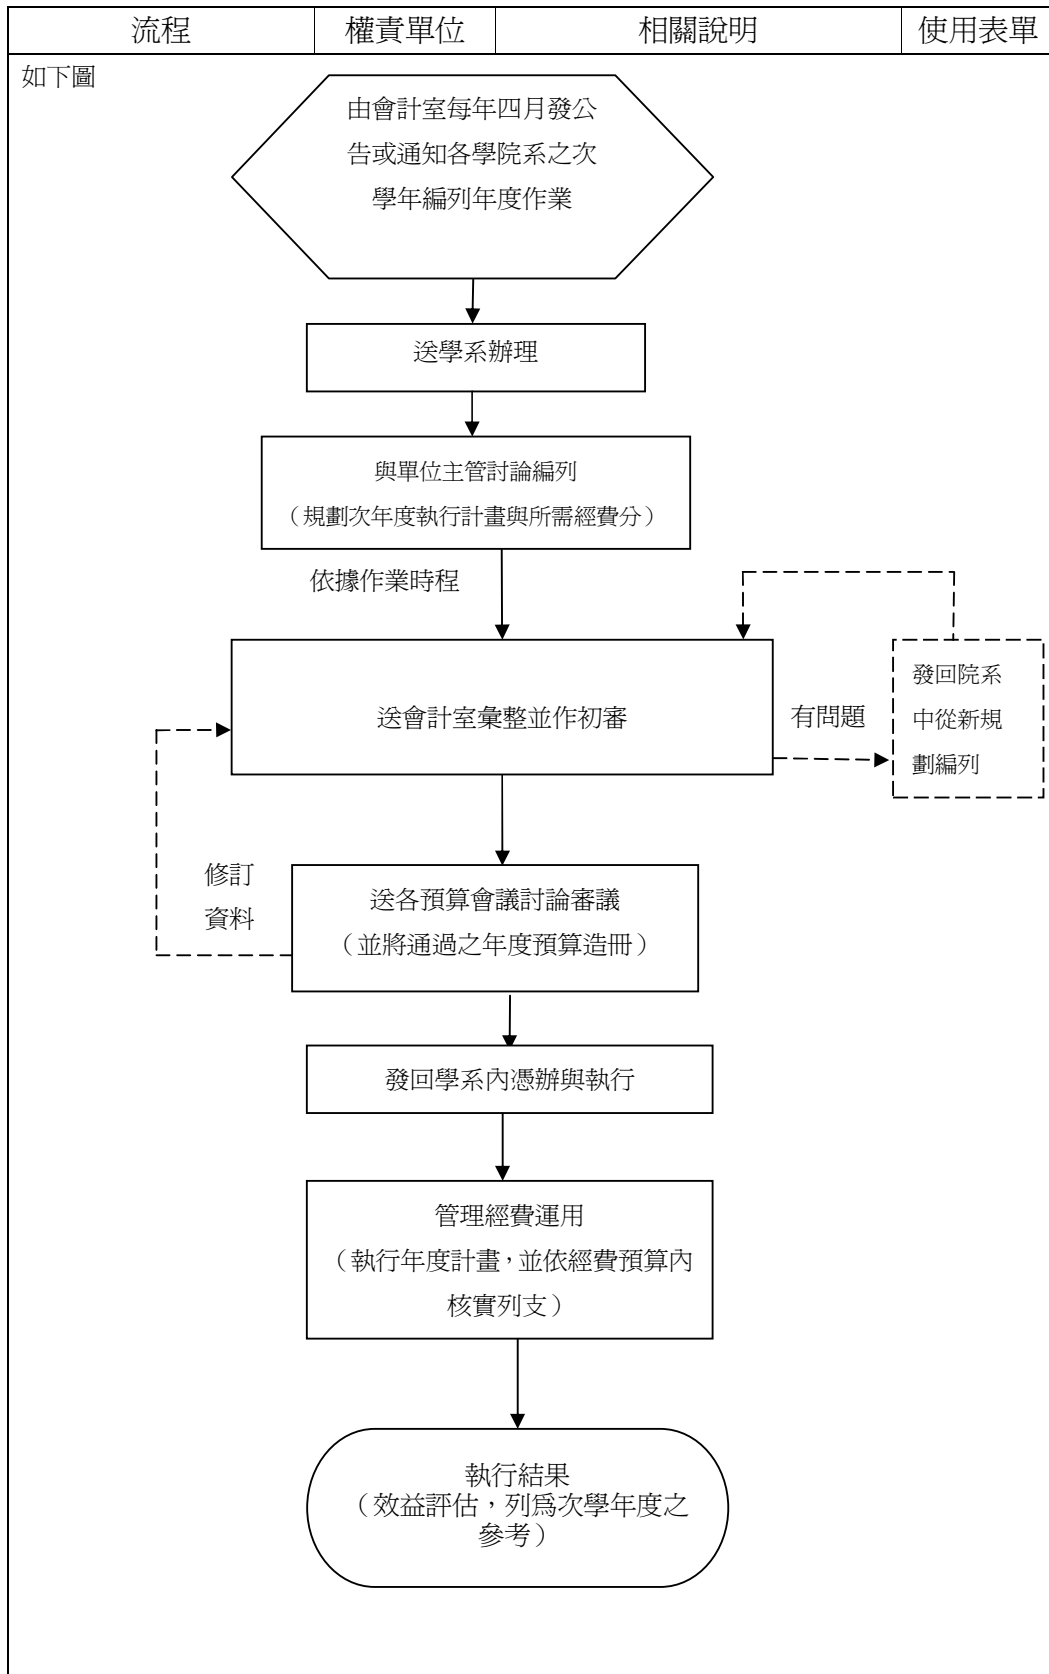 流程 權責單位 相關說明 使用表單
如下圖
由會計室每年四月發公
告或通知各學院系之次
學年編列年度作業
送學系辦理
與單位主管討論編列
（規劃次年度執行計畫與所需經費分）
依據作業時程
送會計室彙整並作初審
有問題
發回院系
中從新規
劃編列
修訂
資料
送各預算會議討論審議
（並將通過之年度預算造冊）
發回學系內憑辦與執行
管理經費運用
（執行年度計畫，並依經費預算內
核實列支）
執行結果
（效益評估，列為次學年度之
參考）